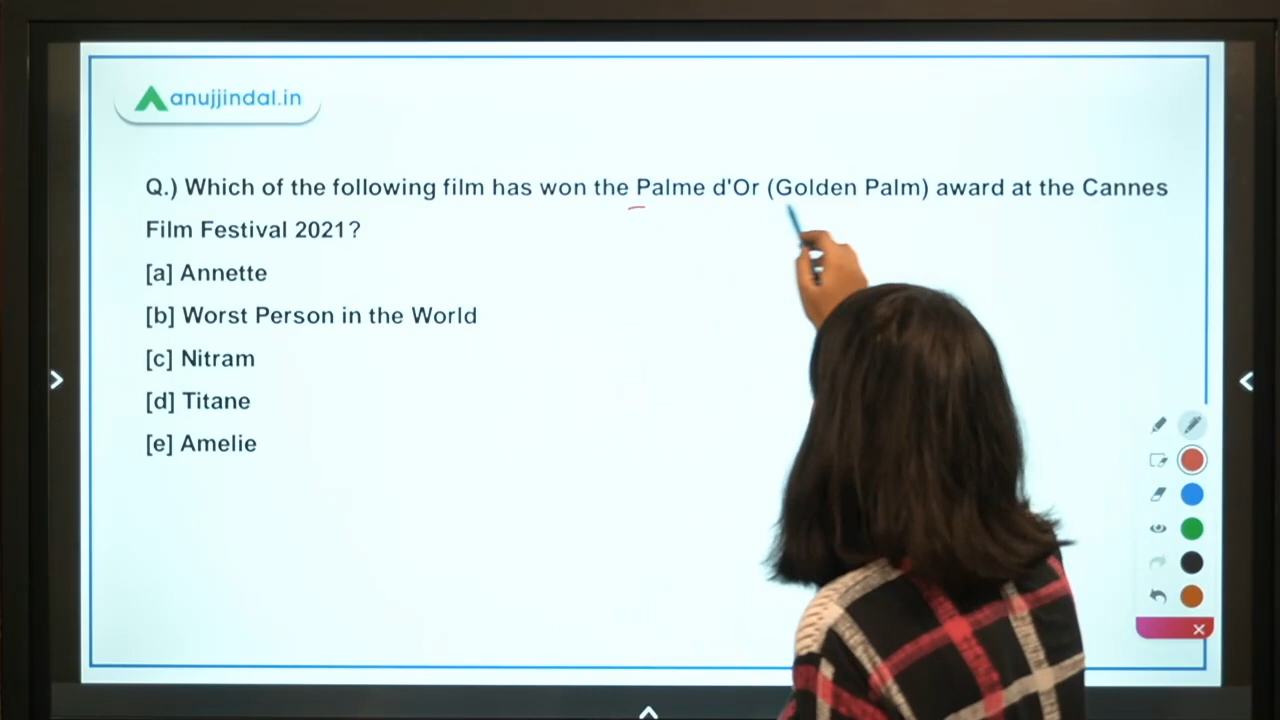 anujjindal.in
Q.) Which of the following film has won the Palme d'Or (Golden Palm) award at the Cannes
Film Festival 2021?
[a] Annette
[b] Worst Person in the World
[c] Nitram
[d] Titane
[e] Amelie